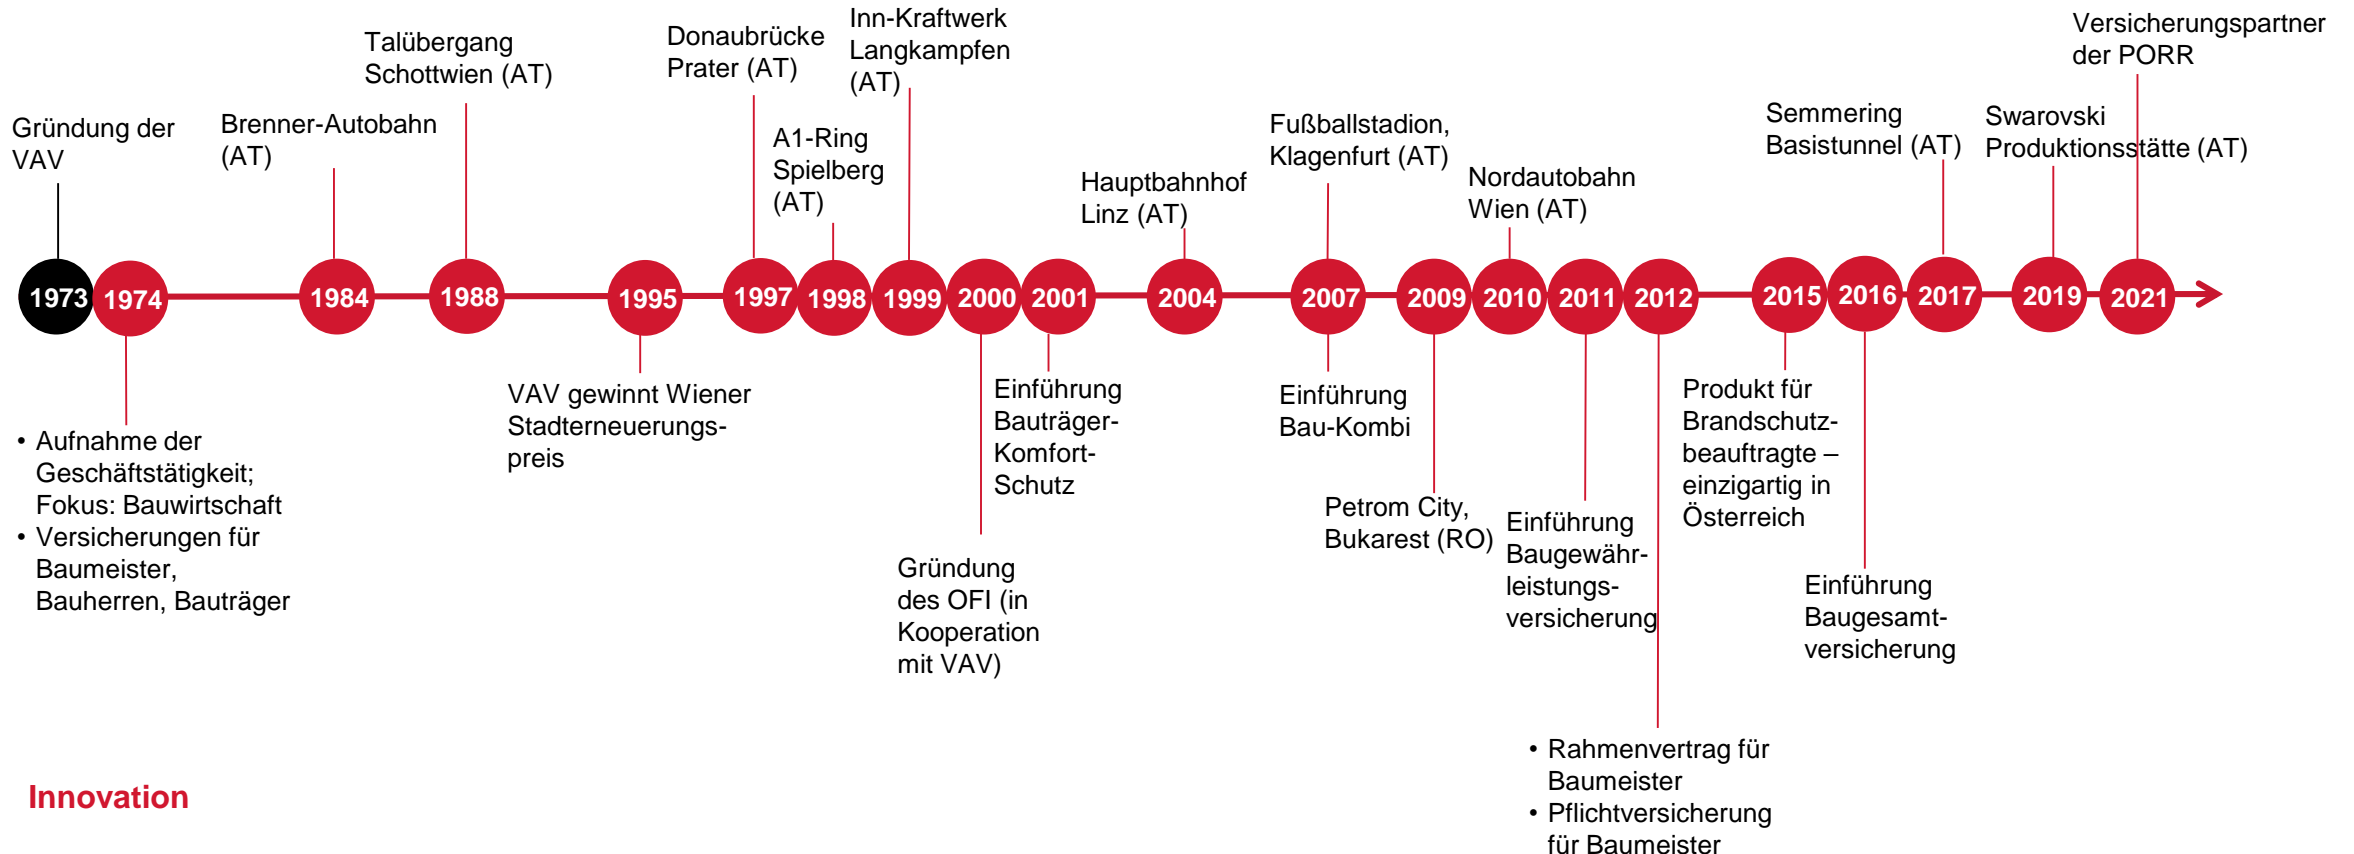 Gründung der
VAV
Brenner-Autobahn
(AT)
Talübergang
Schottwien (AT)
Donaubrücke
Prater (AT)
A1-Ring
Spielberg
(AT)
Inn-Kraftwerk
Langkampfen
(AT)
Hauptbahnhof
Linz (AT)
Fußballstadion,
Klagenfurt (AT)
Nordautobahn
Wien (AT)
Semmering
Basistunnel (AT)
Swarovski
Produktionsstätte (AT)
Versicherungspartner
der PORR
1973 1974 1984 1988 1995 1997 1998 1999 2000 2001 2004 2007 2009 2010 2011 2012 2015 2016 2017 2019 2021
• Aufnahme der
Geschäftstätigkeit;
Fokus: Bauwirtschaft
• Versicherungen für
Baumeister,
Bauherren, Bauträger
VAV gewinnt Wiener
Stadterneuerungs-
preis
Gründung
des OFI (in
Kooperation
mit VAV)
Einführung
Bauträger-
Komfort-
Schutz
Einführung
Bau-Kombi
Petrom City,
Bukarest (RO)
Einführung
Baugewähr-
leistungs-
versicherung
• Rahmenvertrag für
Baumeister
• Pflichtversicherung
für Baumeister
Produkt für
Brandschutz-
beauftragte –
einzigartig in
Österreich
Einführung
Baugesamt-
versicherung
Innovation